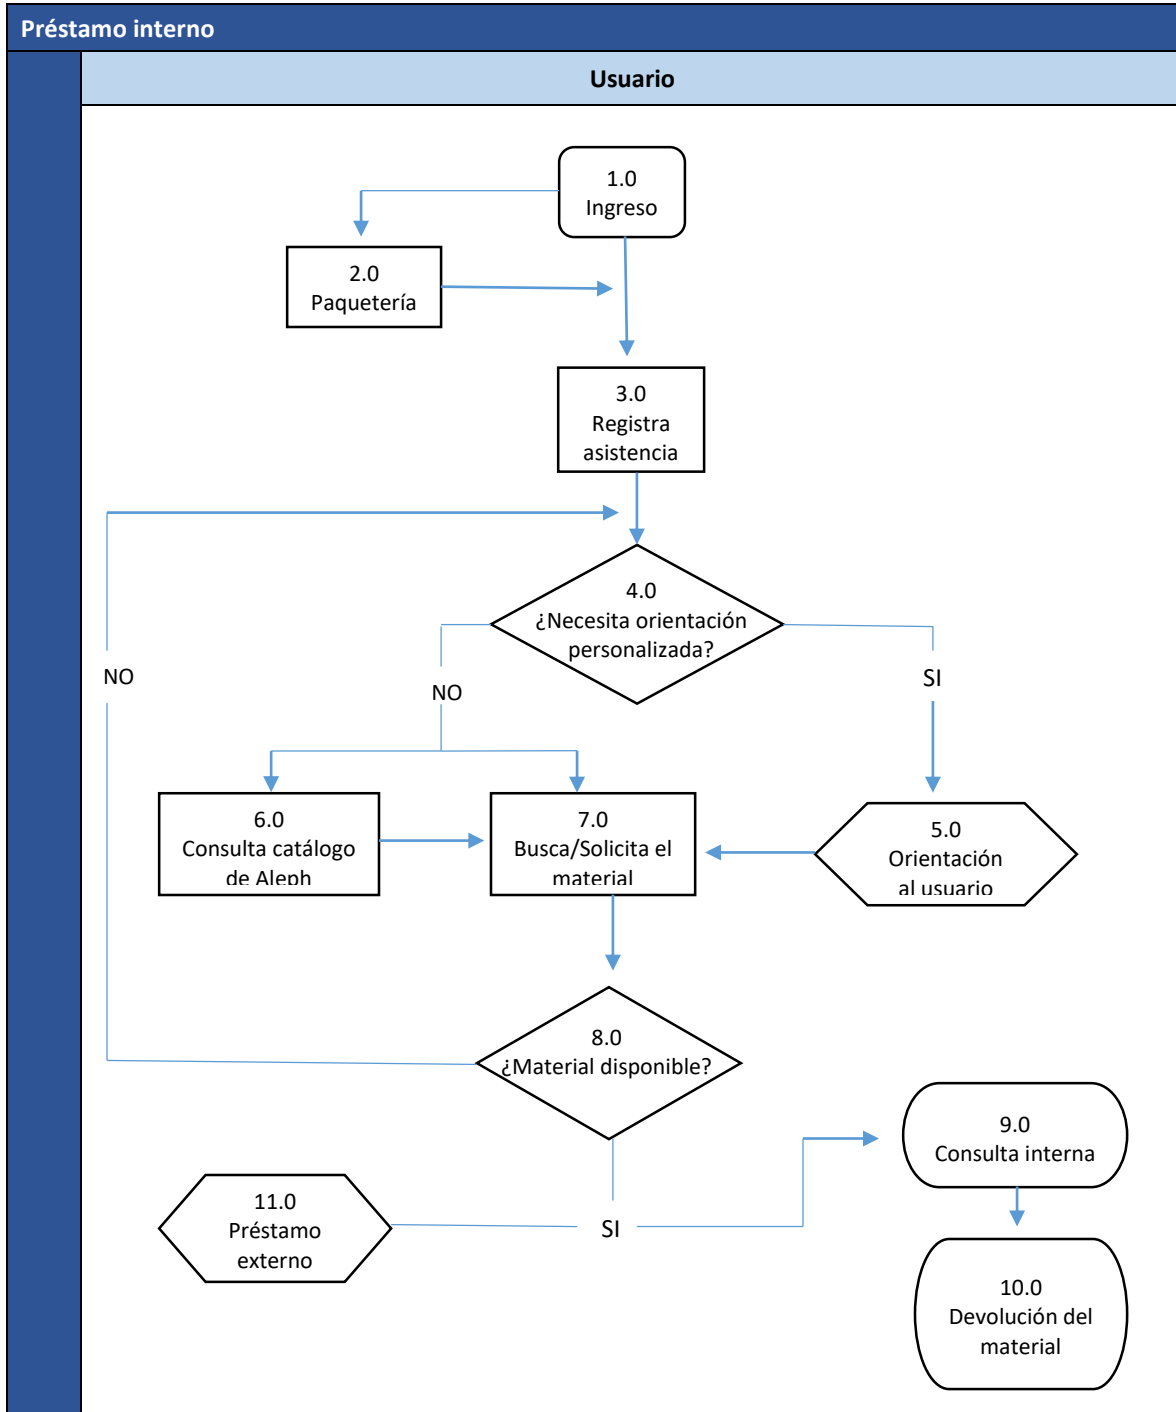 Préstamo interno
Usuario
1.0
Ingreso
2.0
Paquetería
3.0
Registra
asistencia
4.0
¿Necesita orientación
personalizada?
NO
NO
SI
6.0
Consulta catálogo
de Aleph
7.0
Busca/Solicita el
material
5.0
Orientación
al usuario
8.0
¿Material disponible?
9.0
Consulta interna
11.0
Préstamo
externo
SI
10.0
Devolución del
material